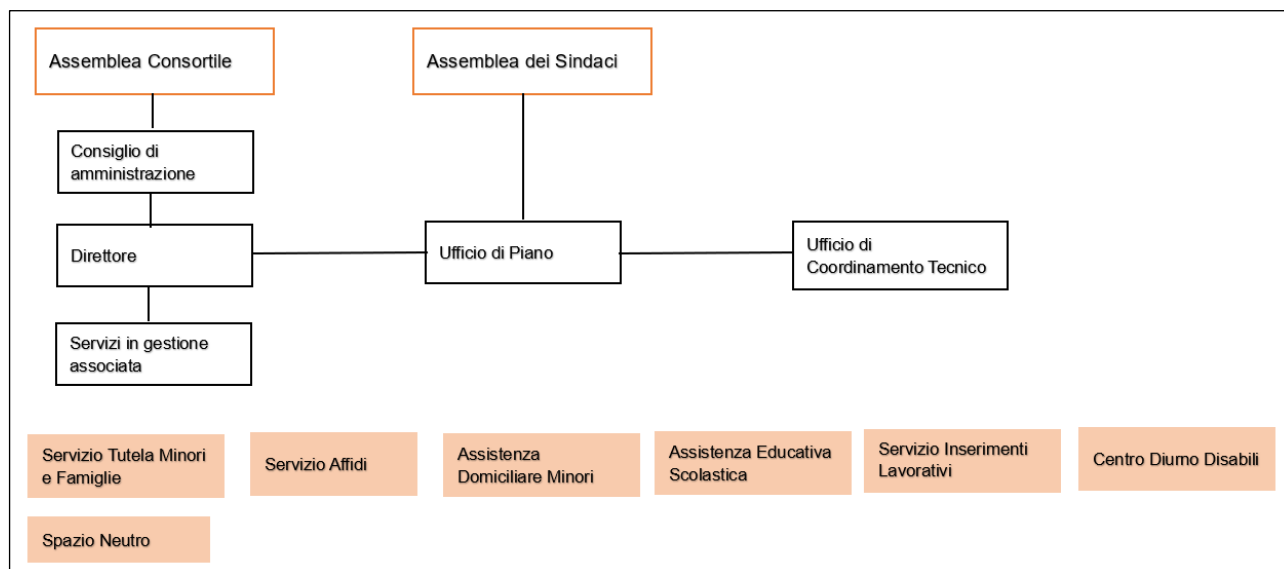 Assemblea Consortile
Assemblea dei Sindaci
Consiglio di
amministrazione
Direttore
Ufficio di Piano
Ufficio di
Coordinamento Tecnico
Servizi in gestione
associata
Servizio Tutela Minori
e Famiglie
Servizio Affidi
Assistenza
Domiciliare Minori
Assistenza Educativa
Scolastica
Servizio Inserimenti
Lavorativi
Centro Diurno Disabili
Spazio Neutro